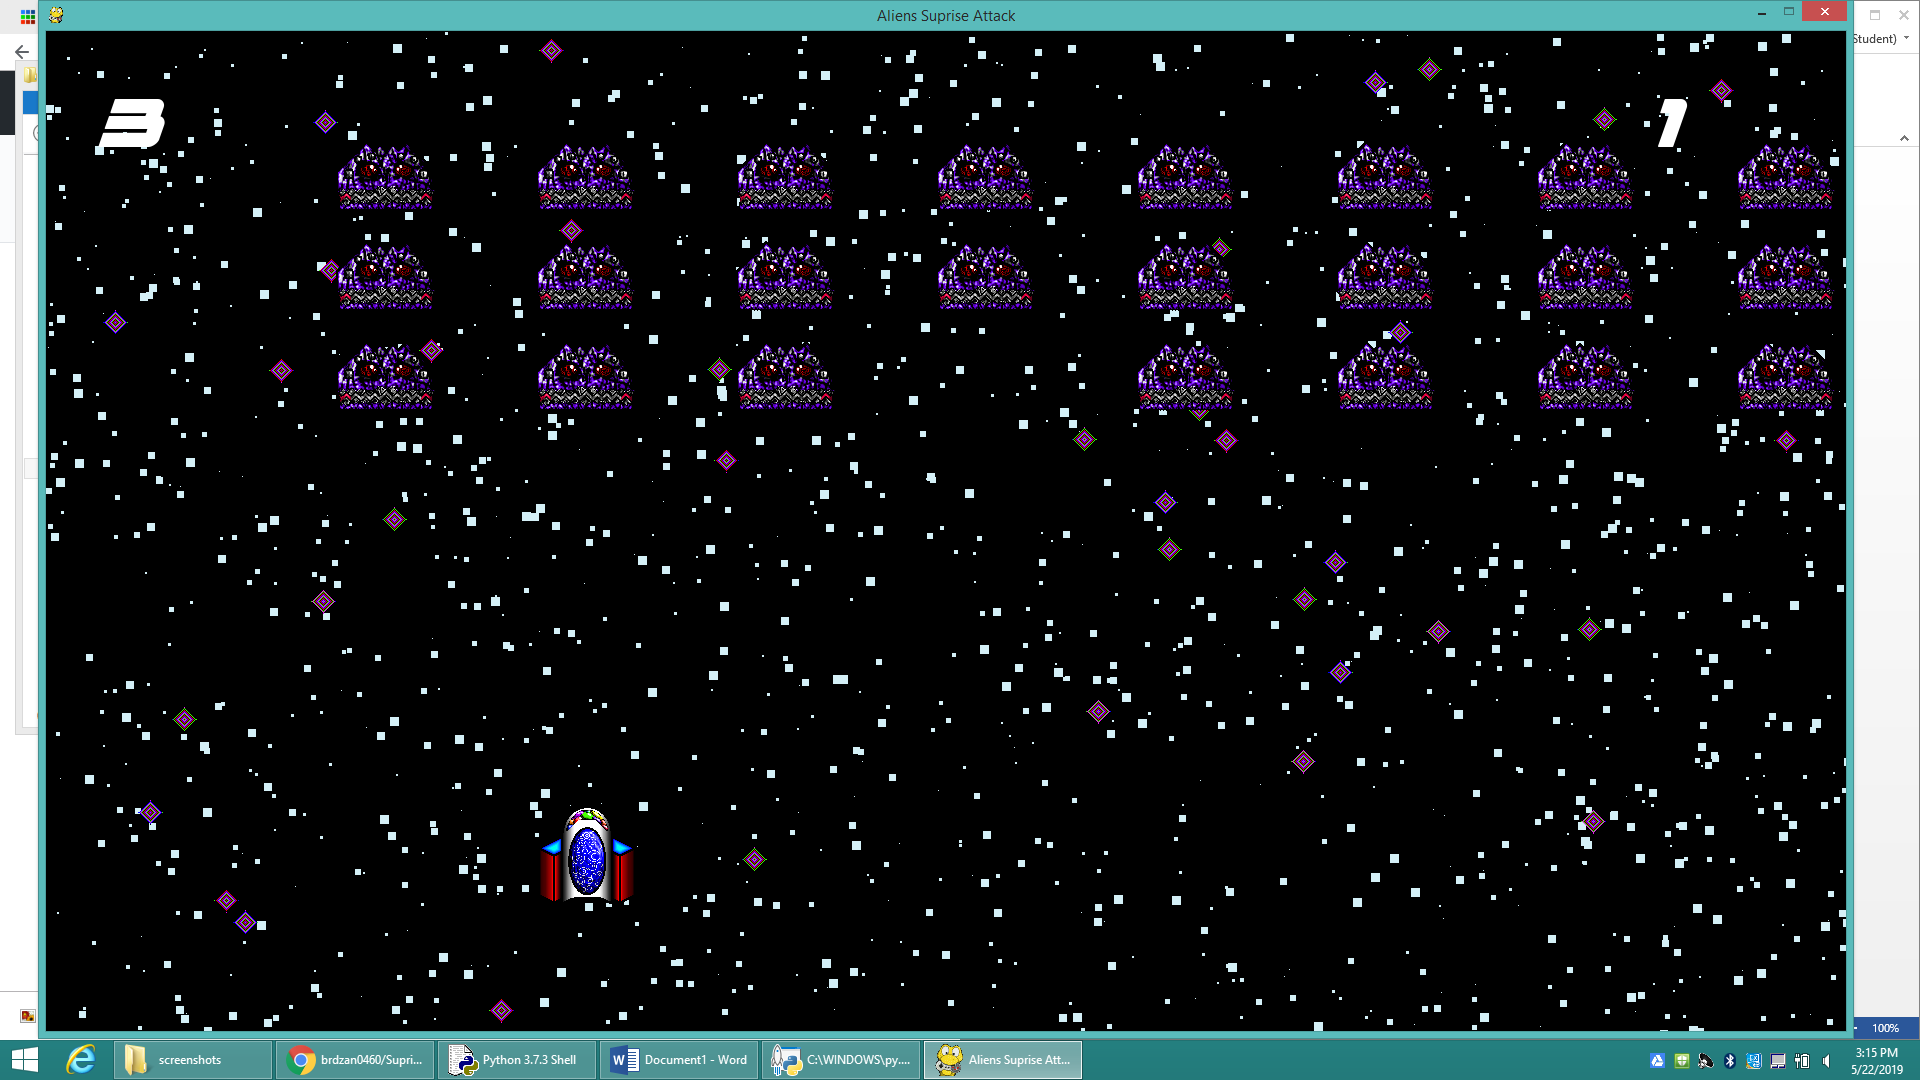 Aliens Suprise Attack
Student)
3
1
100%
screenshots
brdzan0460/Supri...
Python 3.7.3 Shell
Document1 - Word
C:\WINDOWS\py....
Aliens Suprise Att...
3:15 PM
5/22/2019